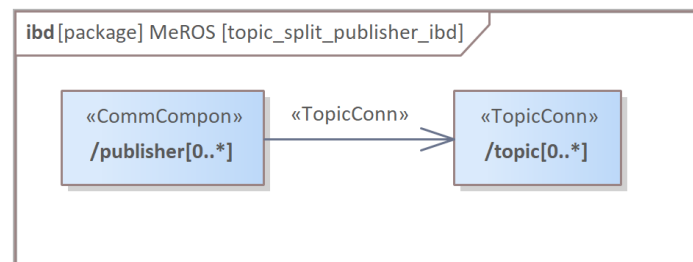 ibd [package] MeROS [topic_split_publisher_ibd]
«CommCompon»
/publisher[0..*]
«TopicConn»
«TopicConn»
/topic[0..*]